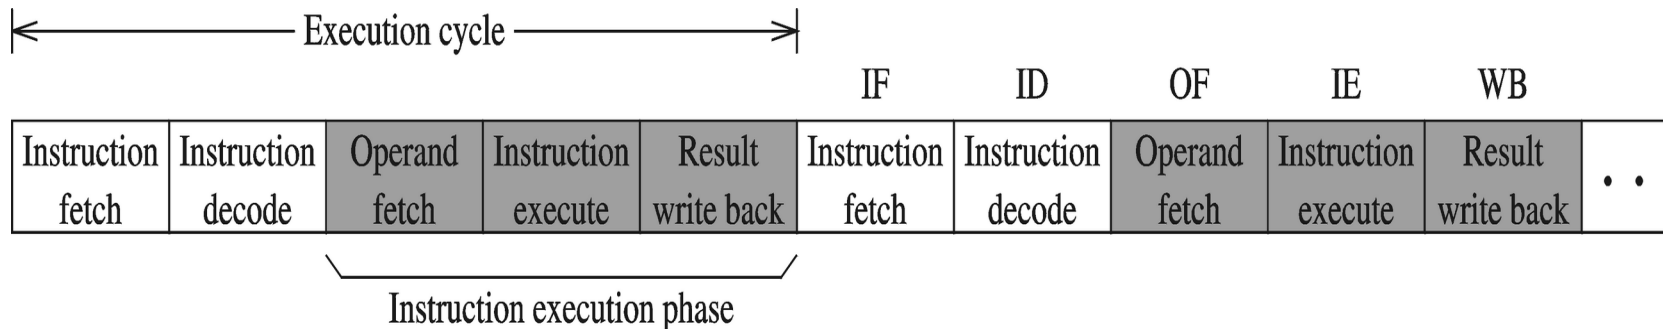 Execution cycle
IF ID OF IE WB
Instruction Instruction Operand Instruction Result Instruction Instruction Operand Instruction Result
fetch decode fetch execute write back fetch decode fetch execute write back . .
Instruction execution phase